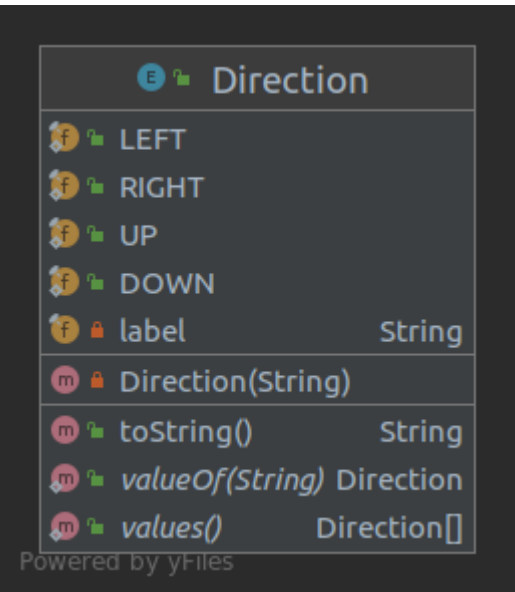 E Direction
f LEFT
f RIGHT
f UP
f DOWN
f label String
m Direction(String)
m toString() String
m valueOf(String) Direction
m values() Direction[]
Powered by yFiles